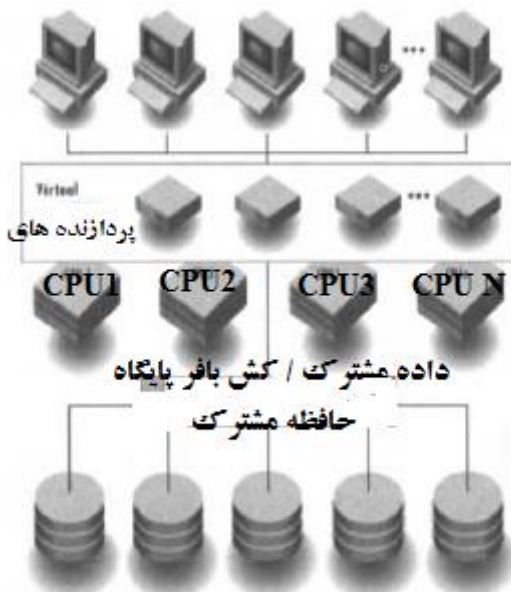 ...
Virtual
پردازنده های
...
CPU1 CPU2 CPU3 CPU N
داده مشترک / کش بافر پایگاه
حافظه مشترک